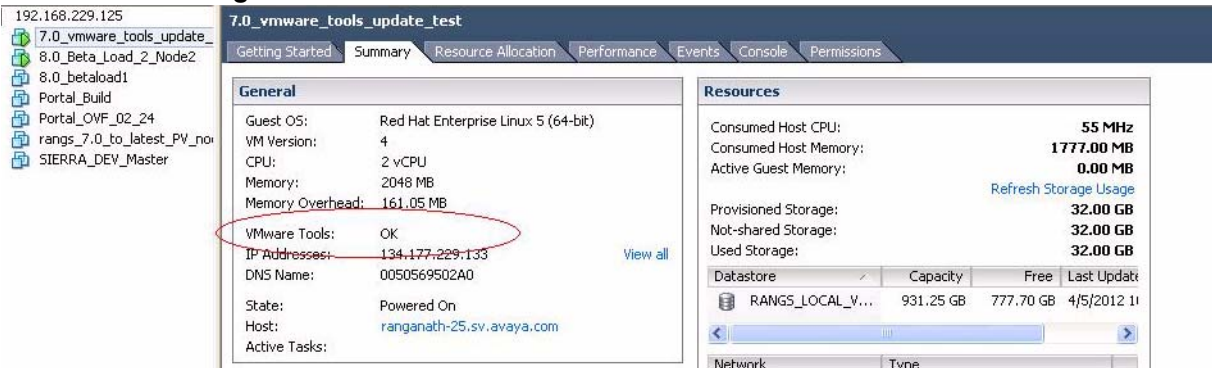 192.168.229.125
7.0_vmware_tools_update_
8.0_Beta_Load_2_Node2
8.0_betaload1
Portal_Build
Portal_OVF_02_24
rangs_7.0_to_latest_PV_no
SIERRA_DEV_Master
7.0_vmware_tools_update_test
Getting Started Summary Resource Allocation Performance Events Console Permissions
General
Guest OS: Red Hat Enterprise Linux 5 (64-bit)
VM Version: 4
CPU: 2 vCPU
Memory: 2048 MB
Memory Overhead: 161.05 MB
VMware Tools: OK
IP Addresses: 134.177.229.133 View all
DNS Name: 0050569502A0
State: Powered On
Host: ranganath-25.sv.avaya.com
Active Tasks:
Resources
Consumed Host CPU: 55 MHz
Consumed Host Memory: 1777.00 MB
Active Guest Memory: 0.00 MB
Refresh Storage Usage
Provisioned Storage: 32.00 GB
Not-shared Storage: 32.00 GB
Used Storage: 32.00 GB
Datastore Capacity Free Last Update
RANGS_LOCAL_V... 931.25 GB 777.70 GB 4/5/2012 1
Network Type